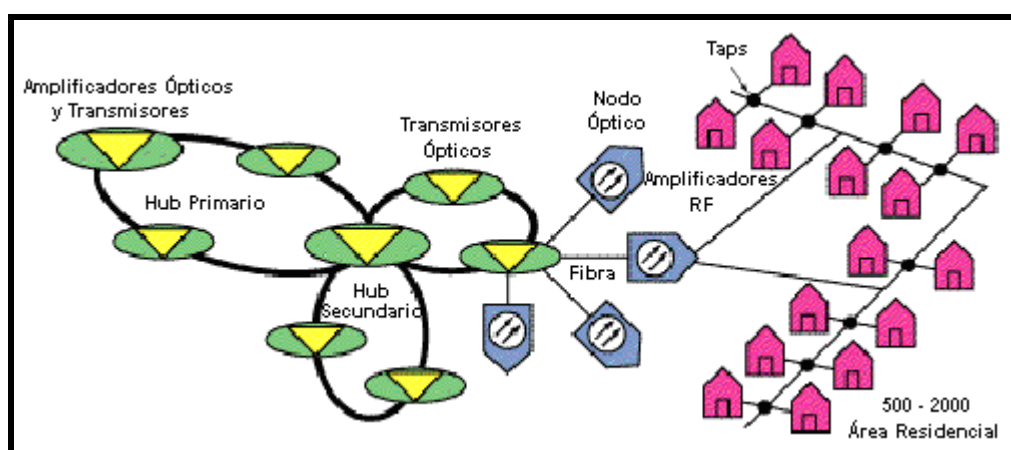 Amplificadores Ópticos
y Transmisores
Hub Primario
Transmisores
Ópticos
Hub
Secundario
Nodo
Óptico
Fibra
Amplificadores
RF
Taps
500 - 2000
Área Residencial